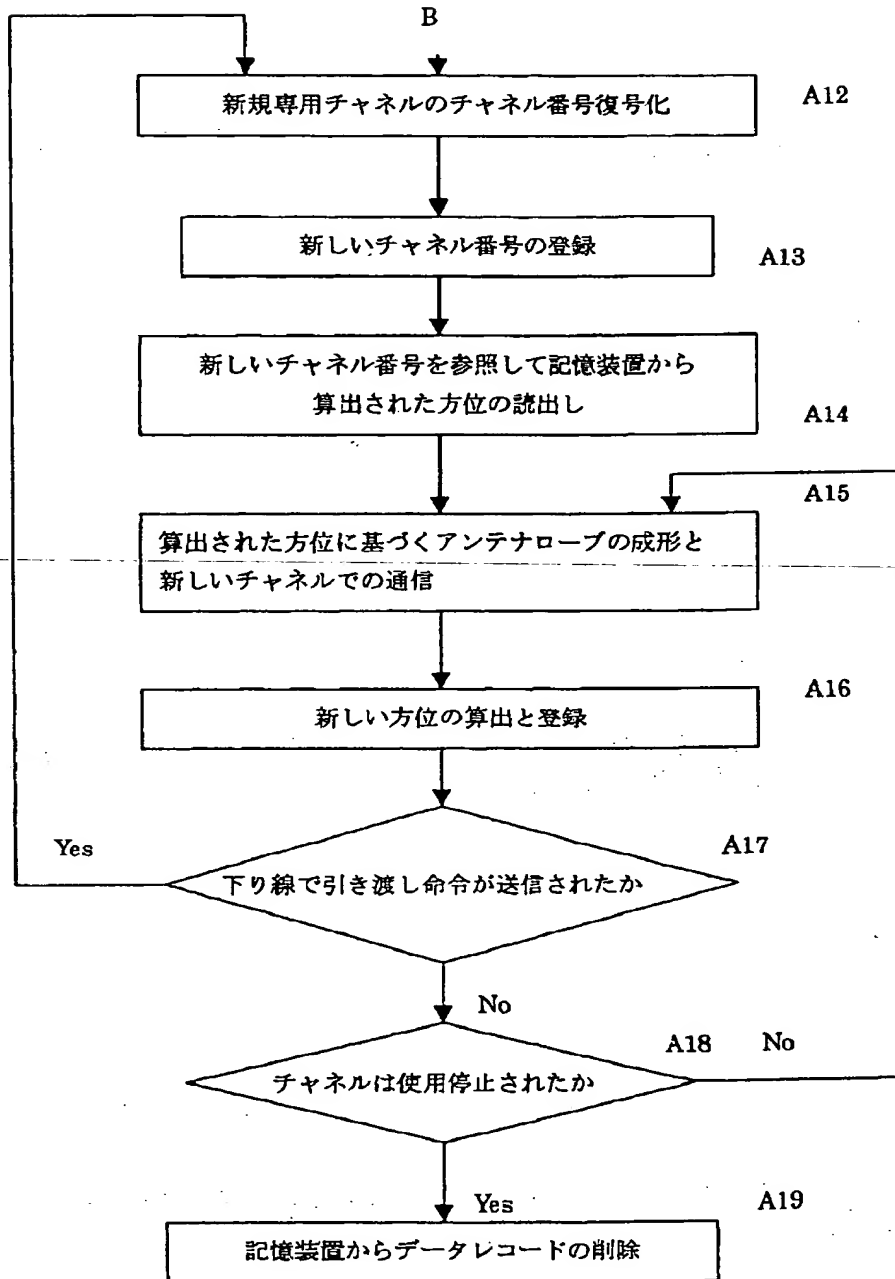 B
新規専用チャネルのチャネル番号復号化
A12
新しいチャネル番号の登録
A13
新しいチャネル番号を参照して記憶装置から
算出された方位の読出し
A14
A15
算出された方位に基づくアンテナローブの成形と
新しいチャネルでの通信
A16
新しい方位の算出と登録
Yes
A17
下り線で引き渡し命令が送信されたか
No
A18
No
チャネルは使用停止されたか
Yes
A19
記憶装置からデータレコードの削除